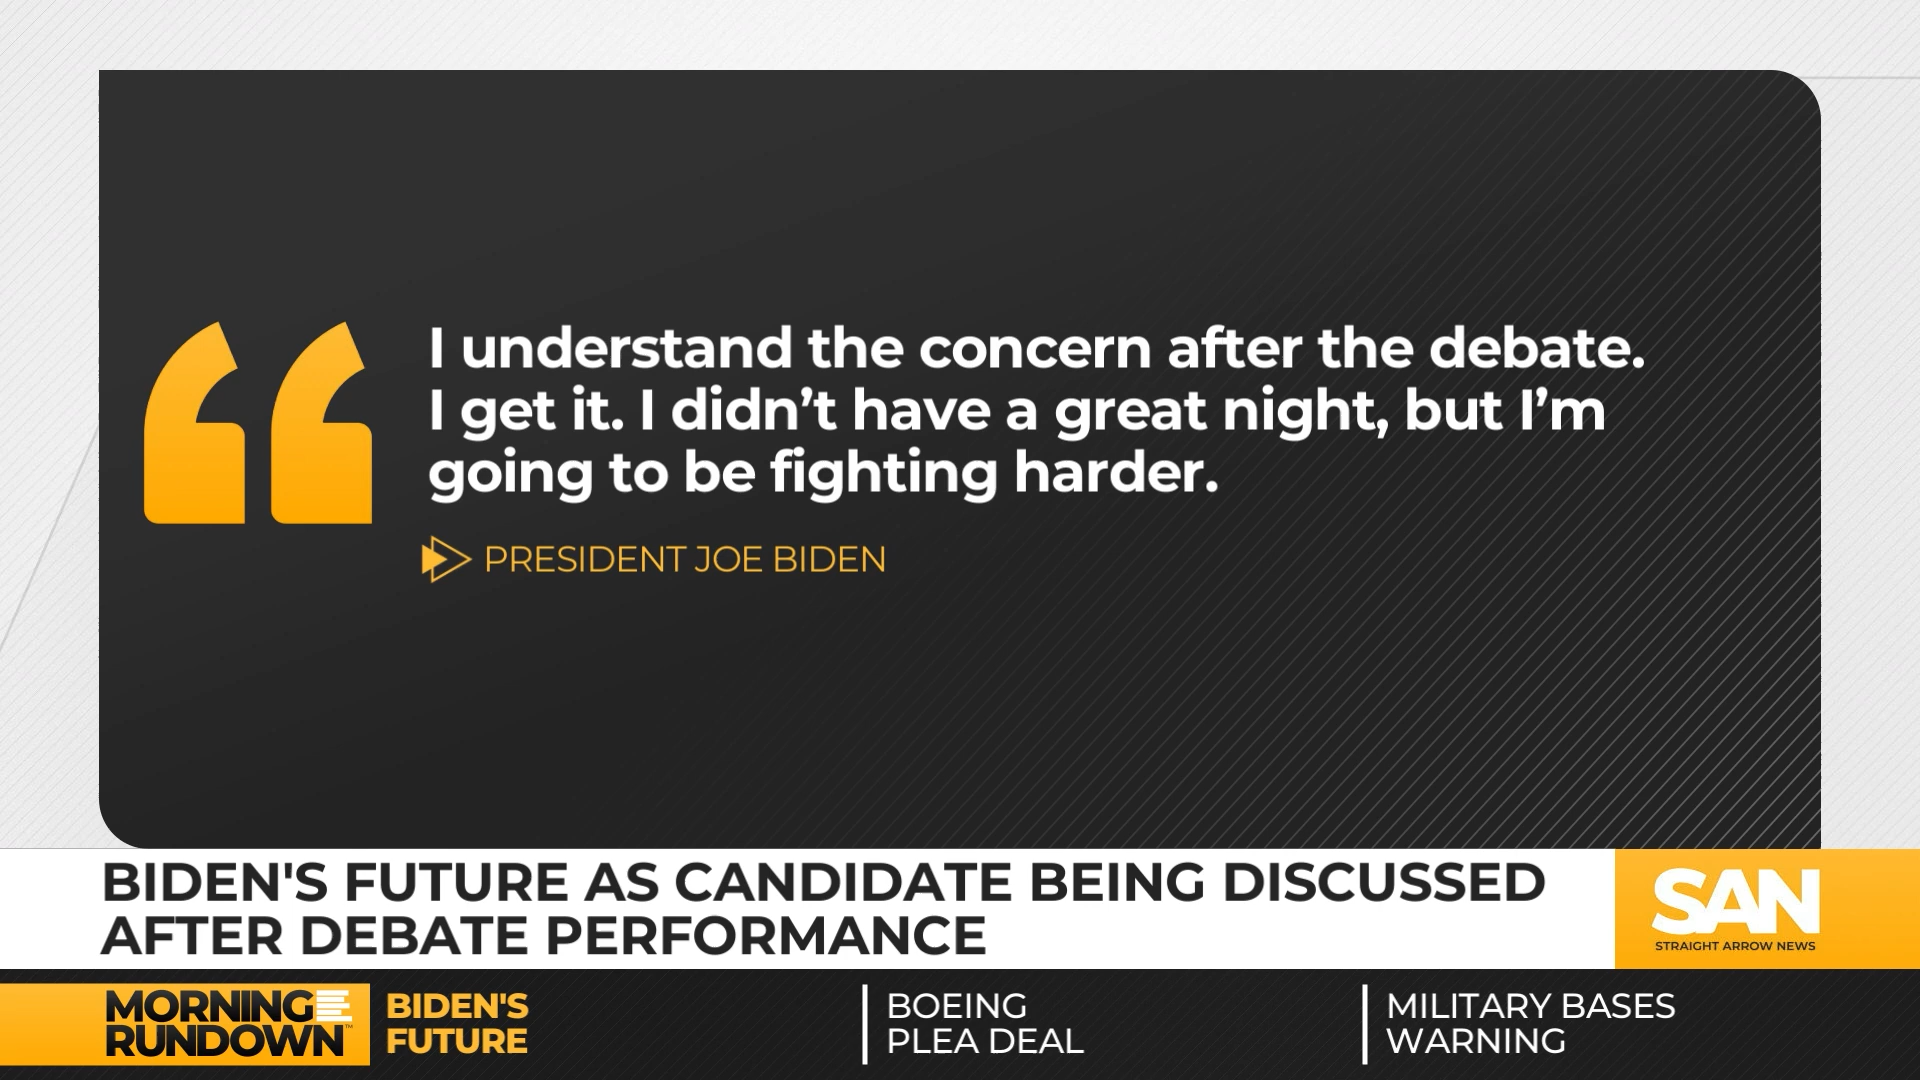 I understand the concern after the debate.
I get it. I didn’t have a great night, but I’m
going to be fighting harder.
PRESIDENT JOE BIDEN
BIDEN'S FUTURE AS CANDIDATE BEING DISCUSSED
AFTER DEBATE PERFORMANCE
SAN
STRAIGHT ARROW NEWS
MORNING
RUNDOWN™
BIDEN'S
FUTURE
BOEING
PLEA DEAL
MILITARY BASES
WARNING